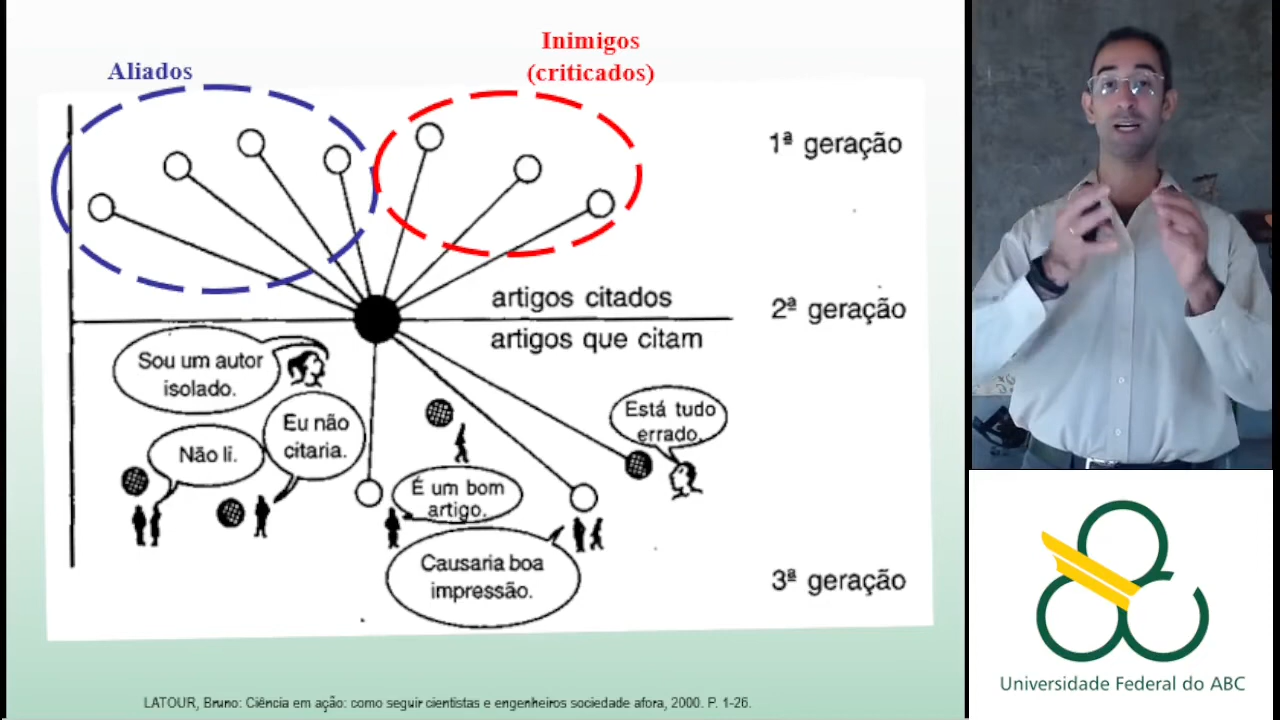 Inimigos
(criticados)
Aliados
1ª geração
artigos citados
2ª geração
artigos que citam
Sou um autor
isolado.
Eu não
citaria.
Não li.
Está tudo
errado.
É um bom
artigo.
Causaria boa
impressão.
3ª geração
LATOUR, Bruno: Ciência em ação: como seguir cientistas e engenheiros sociedade afora, 2000. P. 1-26.
Universidade Federal do ABC